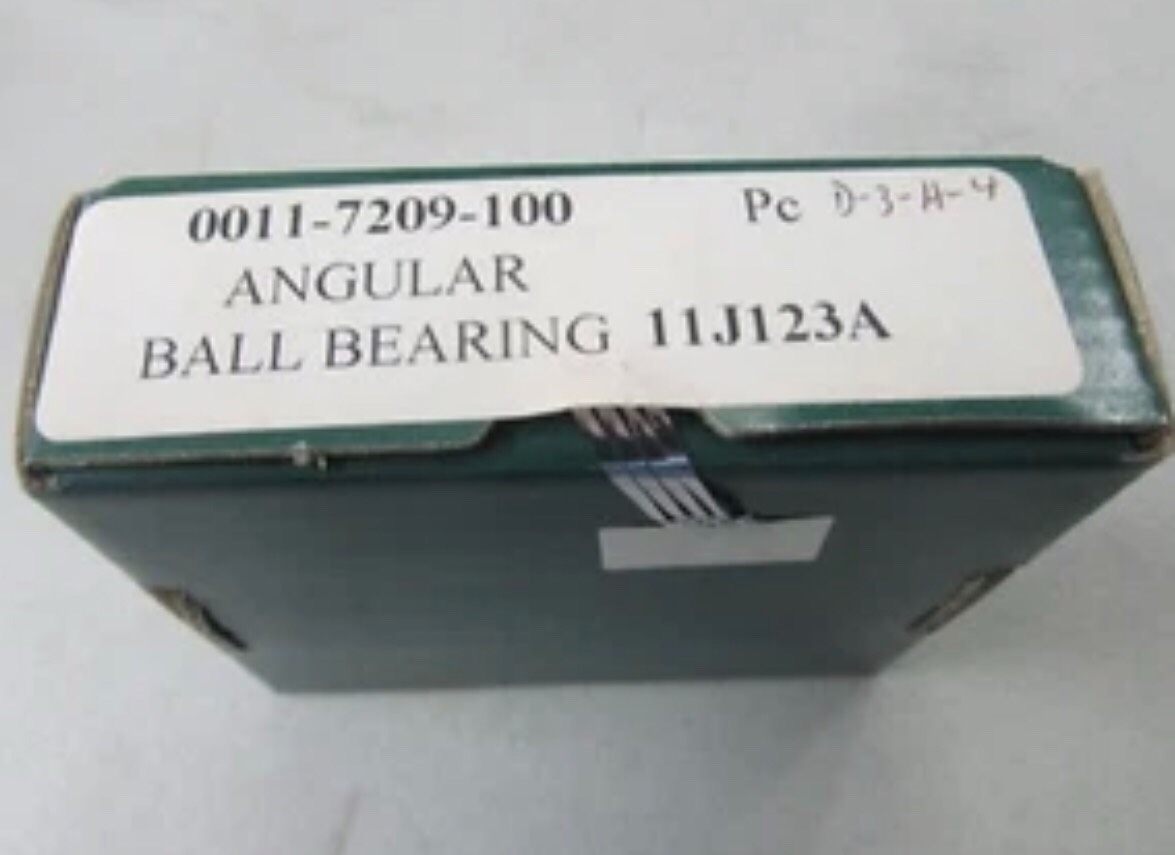 0011-7209-100 Pc D-3-H-4
ANGULAR
BALL BEARING 11J123A